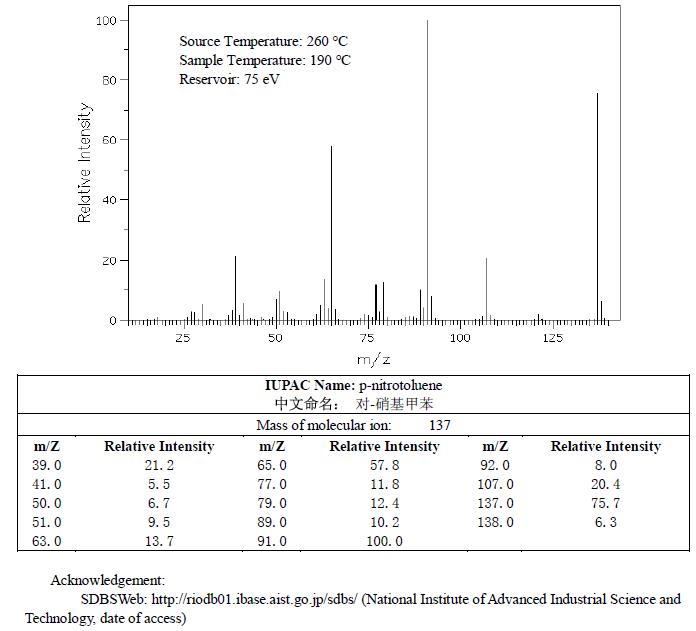 100
80
60
40
20
0
Relative Intensity
Source Temperature: 260 °C
Sample Temperature: 190 °C
Reservoir: 75 eV
25 50 75 100 125
m/z
IUPAC Name: p-nitrotoluene
中文命名： 对-硝基甲苯
Mass of molecular ion: 137
m/Z Relative Intensity m/Z Relative Intensity m/Z Relative Intensity
39.0 21.2 65.0 57.8 92.0 8.0
41.0 5.5 77.0 11.8 107.0 20.4
50.0 6.7 79.0 12.4 137.0 75.7
51.0 9.5 89.0 10.2 138.0 6.3
63.0 13.7 91.0 100.0
Acknowledgement:
SDBSWeb: http://riodb01.ibase.aist.go.jp/sdbs/ (National Institute of Advanced Industrial Science and
Technology, date of access)